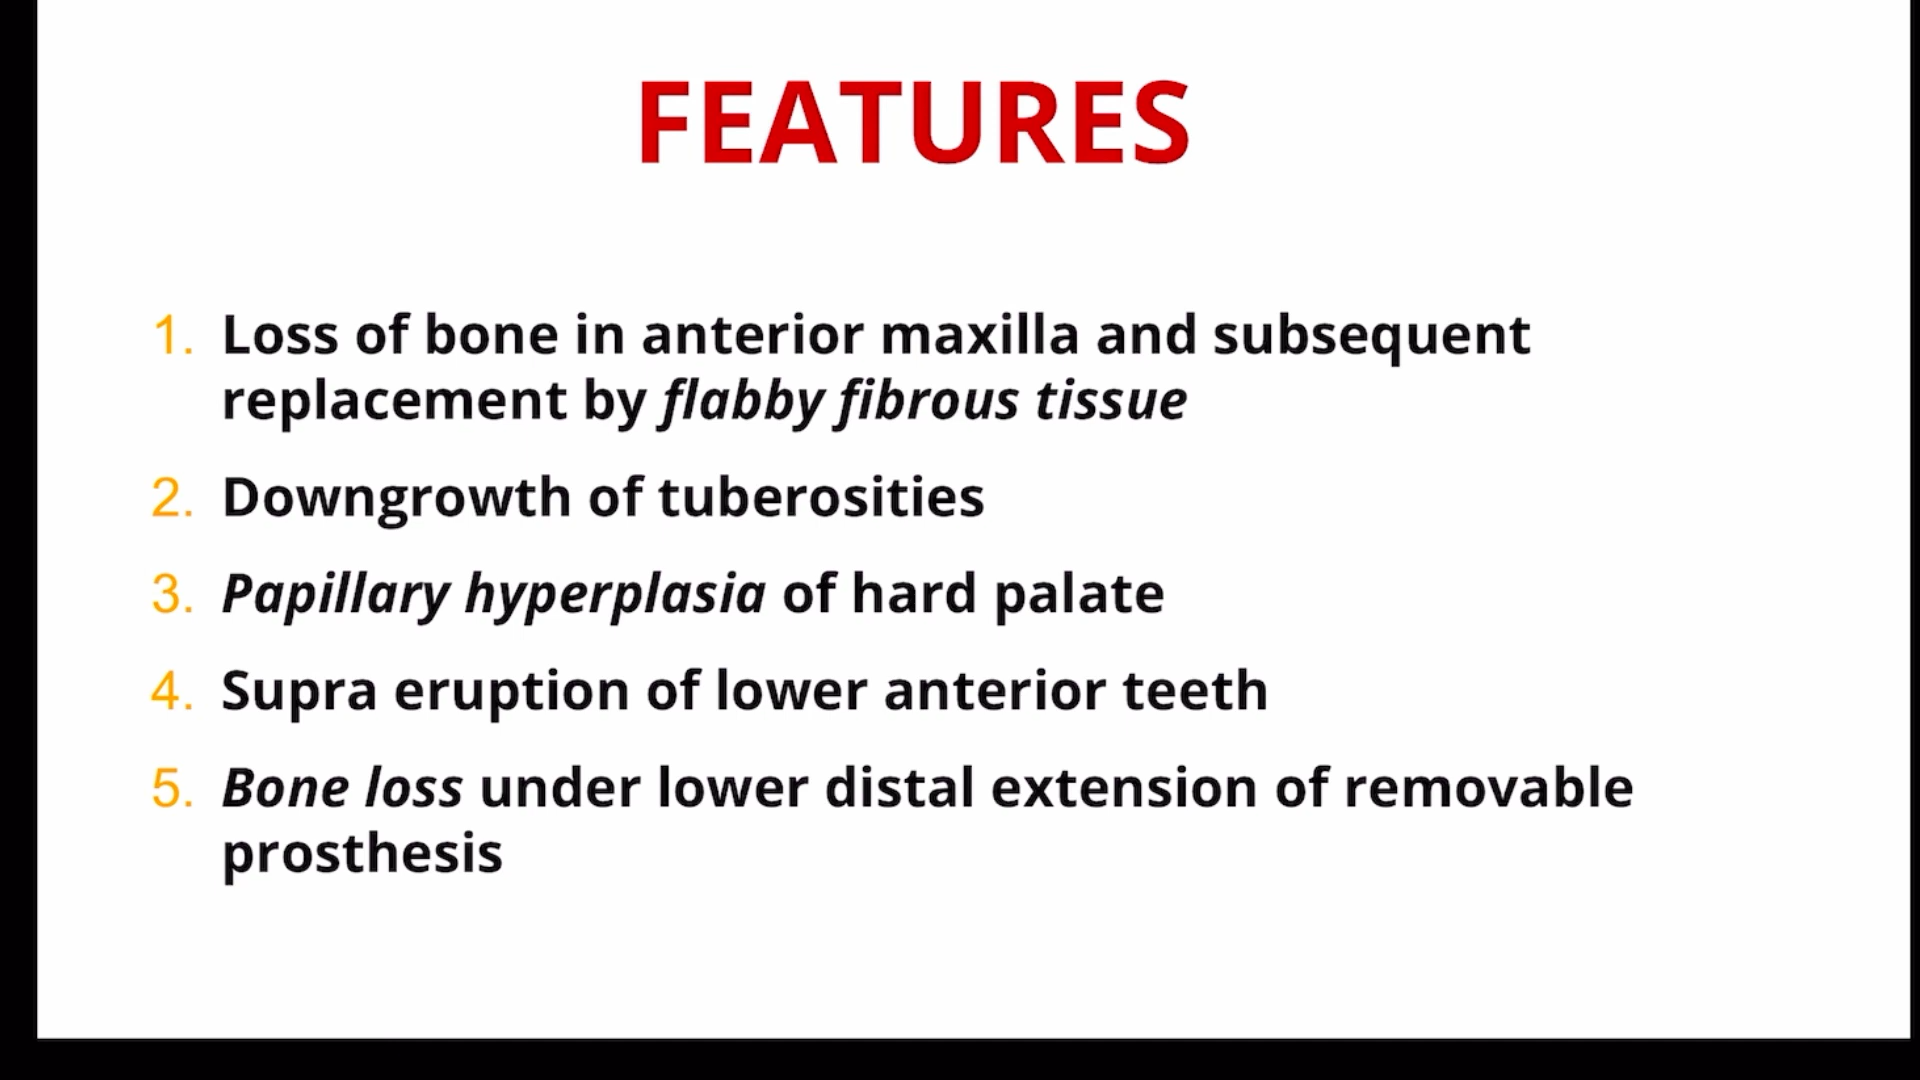 FEATURES
1. Loss of bone in anterior maxilla and subsequent
replacement by flabby fibrous tissue
2. Downgrowth of tuberosities
3. Papillary hyperplasia of hard palate
4. Supra eruption of lower anterior teeth
5. Bone loss under lower distal extension of removable
prosthesis